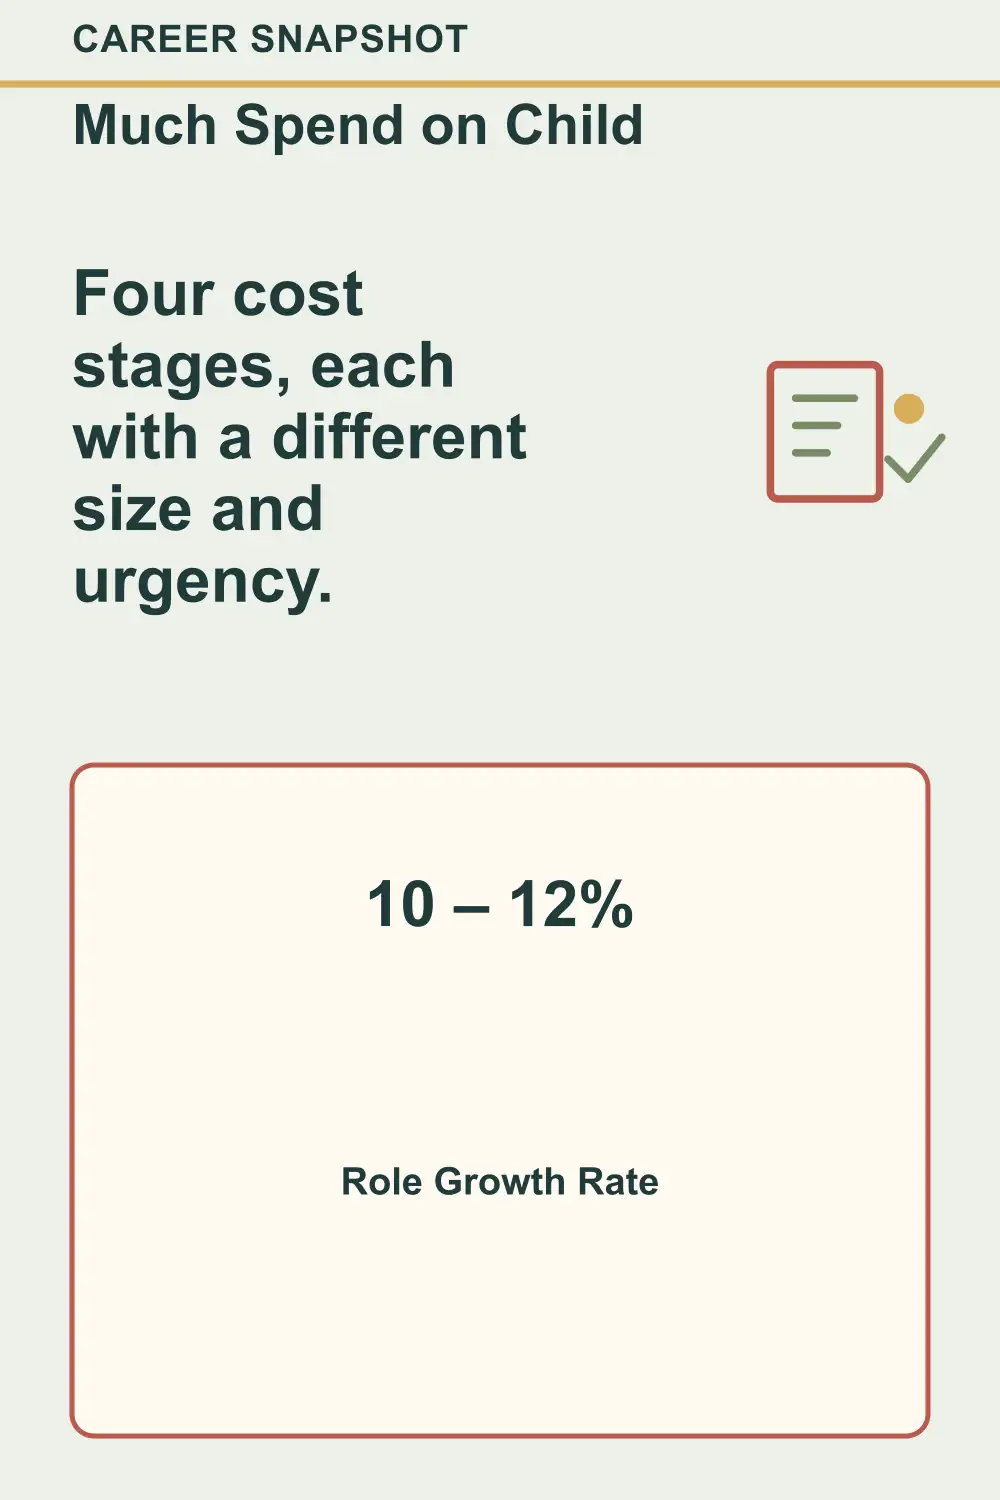 CAREER SNAPSHOT
Much Spend on Child
Four cost
stages, each
with a different
size and
urgency.
10 – 12%
Role Growth Rate